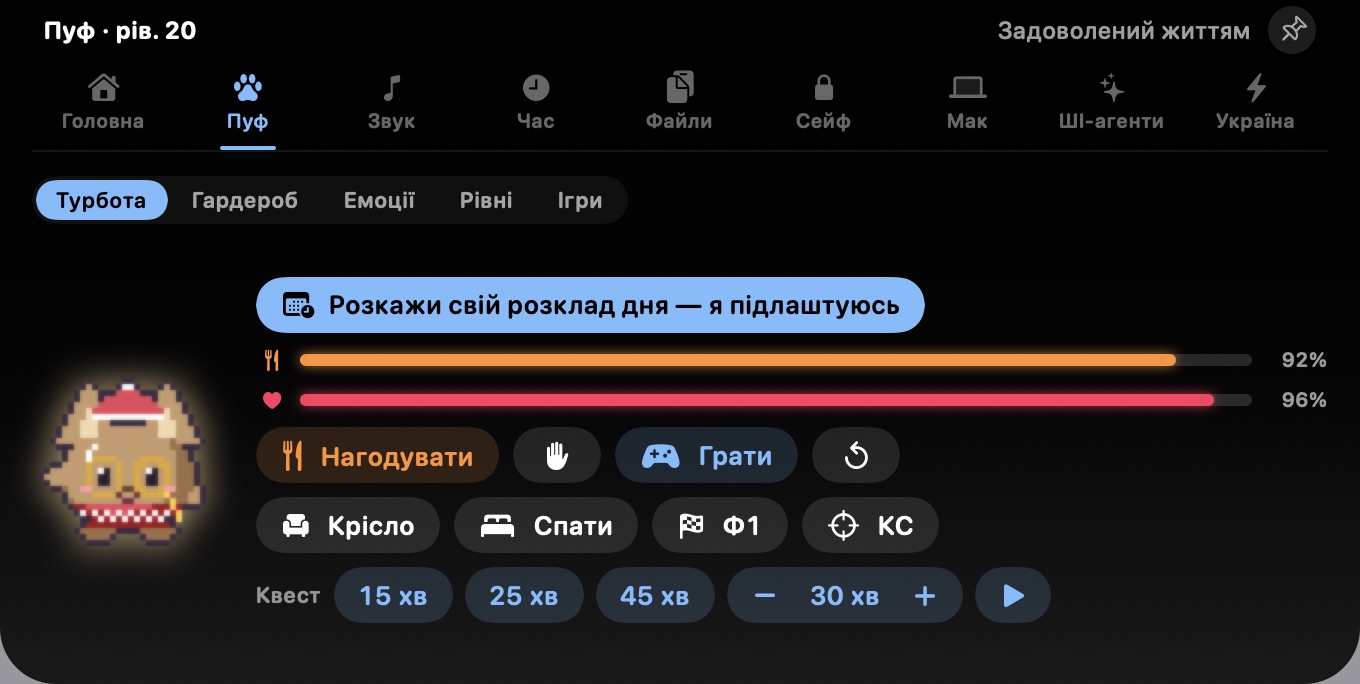 Пуф · рів. 20 Задоволений життям
Головна Пуф Звук Час Файли Сейф Мак ШІ-агенти Україна
Турбота Гардероб Емоції Рівні Ігри
Розкажи свій розклад дня — я підлаштуюсь
92%
96%
Нагодувати Грати
Крісло Спати Ф1 КС
Квест 15 хв 25 хв 45 хв − 30 хв +